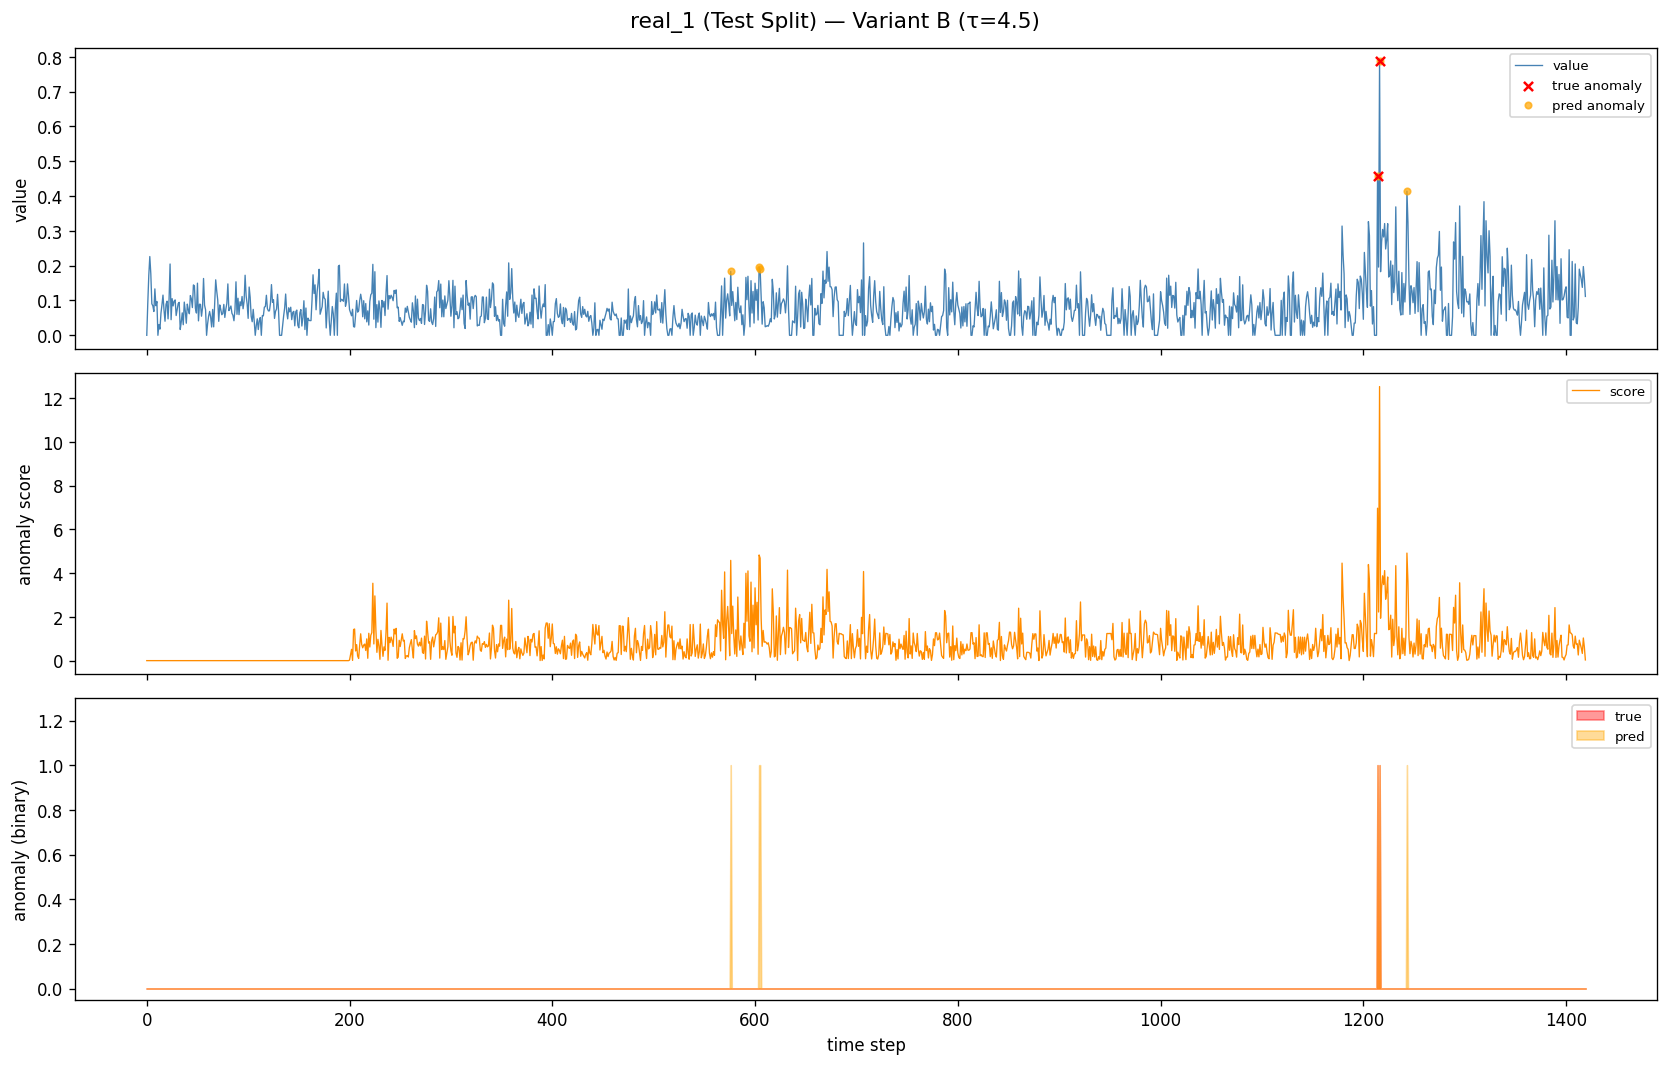 real_1 (Test Split) — Variant B (τ=4.5)
value
0.8
0.7
0.6
0.5
0.4
0.3
0.2
0.1
0.0
value
true anomaly
pred anomaly
anomaly score
12
10
8
6
4
2
0
score
anomaly (binary)
1.2
1.0
0.8
0.6
0.4
0.2
0.0
true
pred
0 200 400 600 800 1000 1200 1400
time step